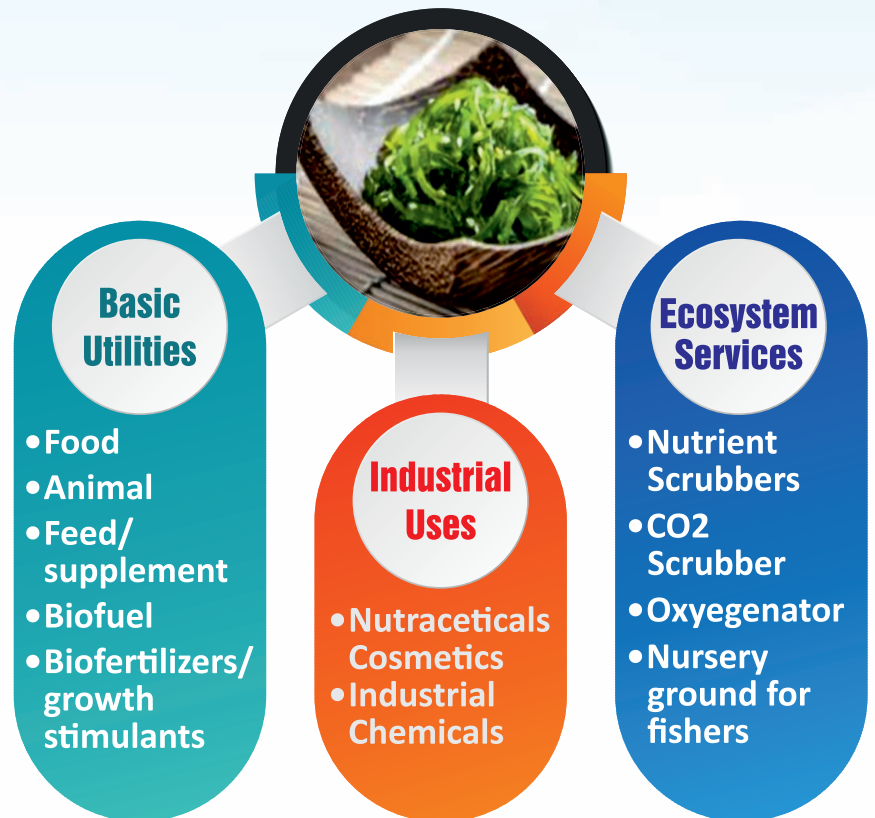 Basic
Utilities
•Food
•Animal
•Feed/
supplement
•Biofuel
•Biofertilizers/
growth
stimulants
Industrial
Uses
•Nutraceticals
Cosmetics
•Industrial
Chemicals
Ecosystem
Services
•Nutrient
Scrubbers
•CO2
Scrubber
•Oxyegenator
•Nursery
ground for
fishers